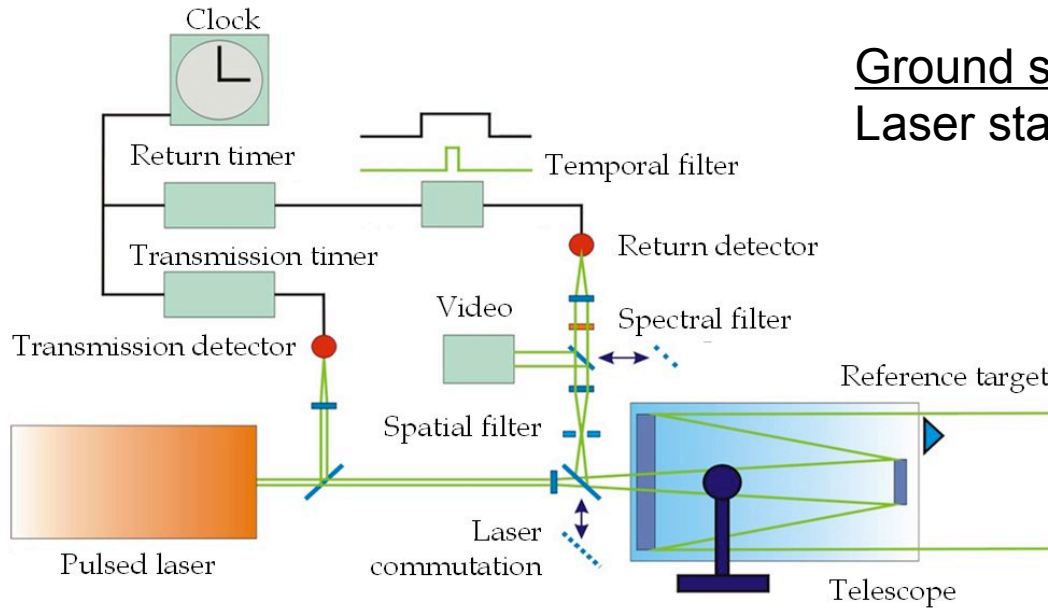 Clock
Ground s
Laser sta
Return timer
Temporal filter
Transmission timer
Return detector
Video
Spectral filter
Transmission detector
Reference target
Spatial filter
Laser
commutation
Pulsed laser
Telescope